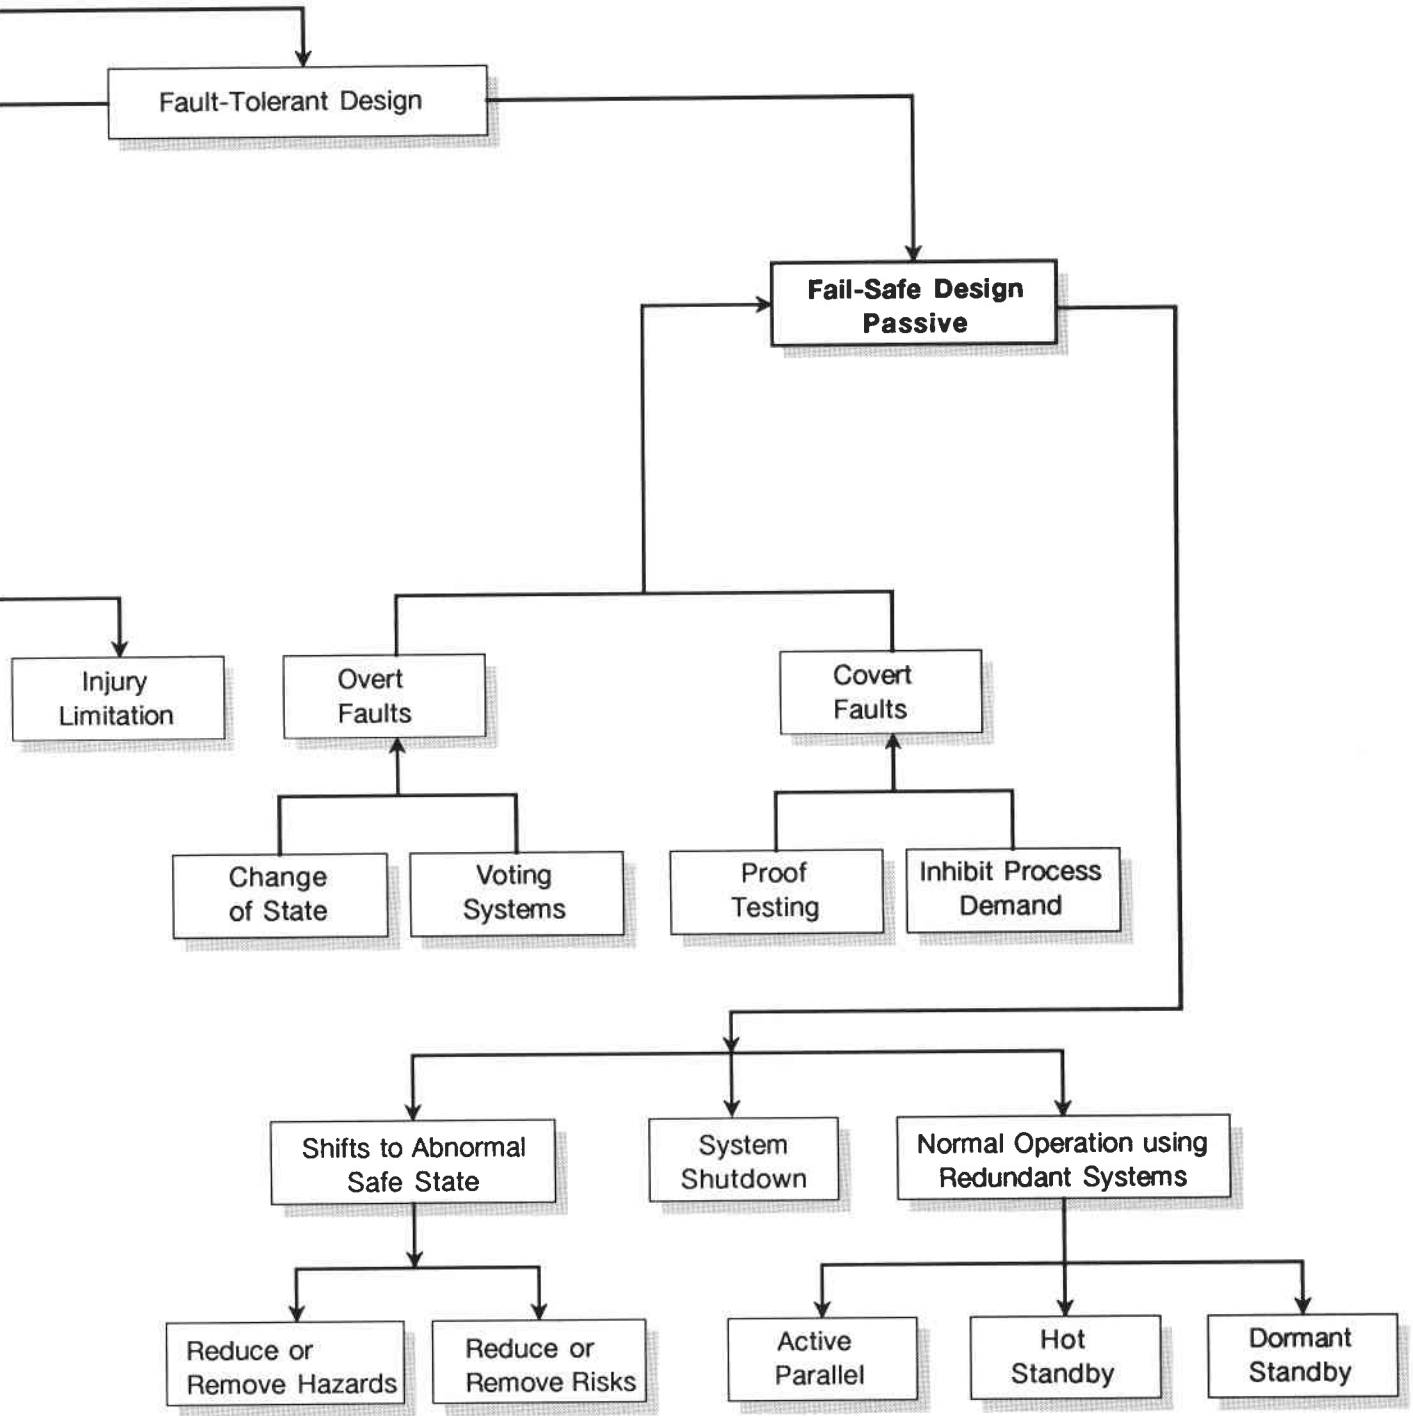 Fault-Tolerant Design
Fail-Safe Design
Passive
Injury
Limitation
Overt
Faults
Covert
Faults
Change
of State
Voting
Systems
Proof
Testing
Inhibit Process
Demand
Shifts to Abnormal
Safe State
System
Shutdown
Normal Operation using
Redundant Systems
Reduce or
Remove Hazards
Reduce or
Remove Risks
Active
Parallel
Hot
Standby
Dormant
Standby